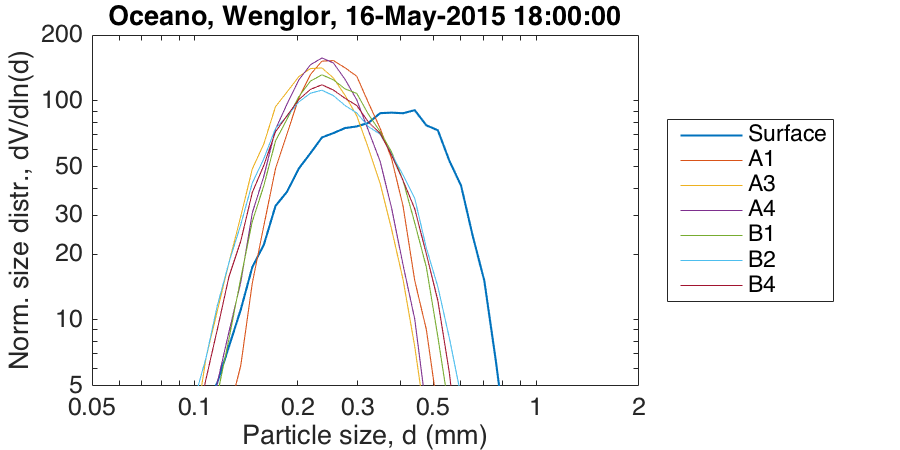 Oceano, Wenglor, 16-May-2015 18:00:00
Norm. size distr., dV/dln(d)
200
100
50
30
20
10
5
0.05 0.1 0.2 0.3 0.5 1 2
Particle size, d (mm)
Surface
A1
A3
A4
B1
B2
B4